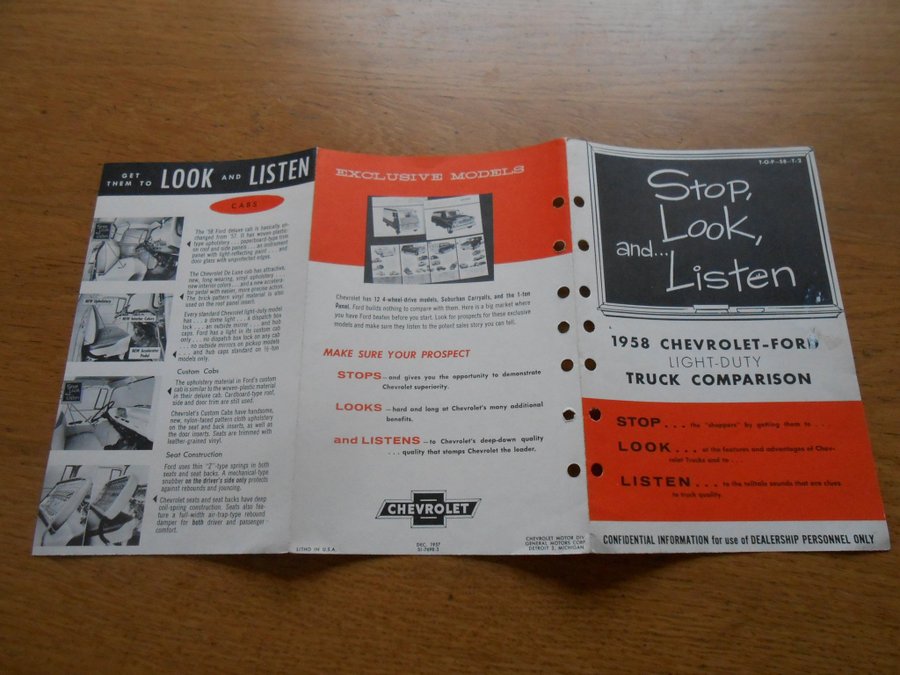 GET
THEM TO LOOK AND LISTEN
CABS
The '58 Ford deluxe cab is basically un-
changed from '57. It has woven-plastic-
type upholstery . . . paperboard-type trim
on roof and side panels . . . an instrument
panel with light-reflecting paint . . . and
door glass with unprotected edges.
The Chevrolet De Luxe cab has attractive,
new, long wearing, vinyl upholstery . . .
new interior colors . . . and a new accelera-
tor pedal with easier, more precise action.
The brick pattern vinyl material is also
used on the roof panel insert.
Every standard Chevrolet light-duty model
has . . . a dome light . . . a dispatch box
lock . . . an outside mirror . . . and hub
caps. Ford has a light in its custom cab
only . . . no dispatch box lock on any cab
. . . no outside mirrors on pickup models
. . . and hub caps standard on ½-ton
models only.
NEW Upholstery
NEW Interior Colors
NEW Accelerator
Pedal
Custom Cabs
The upholstery material in Ford's custom
cab is similar to the woven-plastic material
in their deluxe cab. Cardboard-type roof,
side and door trim are still used.
Chevrolet's Custom Cabs have handsome,
new, nylon-faced pattern cloth upholstery
on the seat and back inserts, as well as
the door inserts. Seats are trimmed with
leather-grained vinyl.
Seat Construction
Ford uses thin "Z"-type springs in both
seats and seat backs. A mechanical-type
snubber on the driver's side only protects
against rebounds and jouncing.
Chevrolet seats and seat backs have deep
coil-spring construction. Seats also fea-
ture a full-width air-trap-type rebound
damper for both driver and passenger
comfort.
EXCLUSIVE MODELS
Chevrolet has 12 4-wheel-drive models, Suburban Carryalls, and the 1-ton
Panel. Ford builds nothing to compare with them. Here is a big market where
you have Ford beaten before you start. Look for prospects for these exclusive
models and make sure they listen to the potent sales story you can tell.
MAKE SURE YOUR PROSPECT
STOPS—and gives you the opportunity to demonstrate
Chevrolet superiority.
LOOKS—hard and long at Chevrolet's many additional
benefits.
and LISTENS—to Chevrolet's deep-down quality
. . . quality that stamps Chevrolet the leader.
CHEVROLET
LITHO IN U.S.A.
DEC. 1957
CHEVROLET MOTOR DIV.
GENERAL MOTORS CORP.
DETROIT 2, MICHIGAN
T-O-P—58-T-2
Stop,
Look,
and...
Listen
1958 CHEVROLET-FORD
LIGHT-DUTY
TRUCK COMPARISON
STOP . . . the "shoppers" by getting them to . . .
LOOK . . . at the features and advantages of Chev-
rolet Trucks and to . . .
LISTEN . . . to the telltale sounds that are clues
to truck quality.
CONFIDENTIAL INFORMATION for use of DEALERSHIP PERSONNEL ONLY